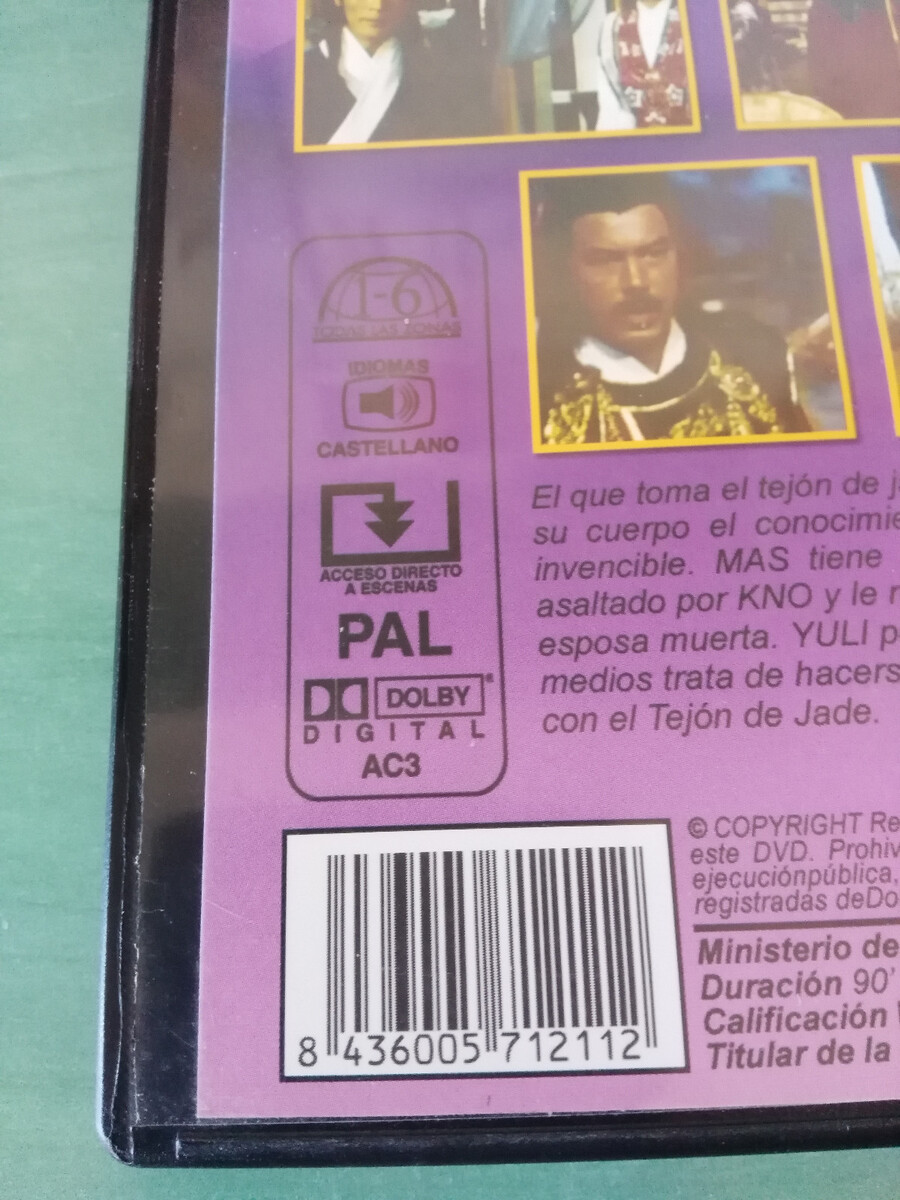 1-6
TODAS LAS ZONAS
IDIOMAS
CASTELLANO
ACCESO DIRECTO
A ESCENAS
PAL
DOLBY
DIGITAL
AC3
El que toma el tejón de j
su cuerpo el conocimie
invencible. MAS tiene
asaltado por KNO y le r
esposa muerta. YULI p
medios trata de hacers
con el Tejón de Jade.
© COPYRIGHT Re
este DVD. Prohiv
ejecuciónpública,
registradas deDo
Ministerio de
Duración 90'
Calificación
Titular de la
8 436005 712112